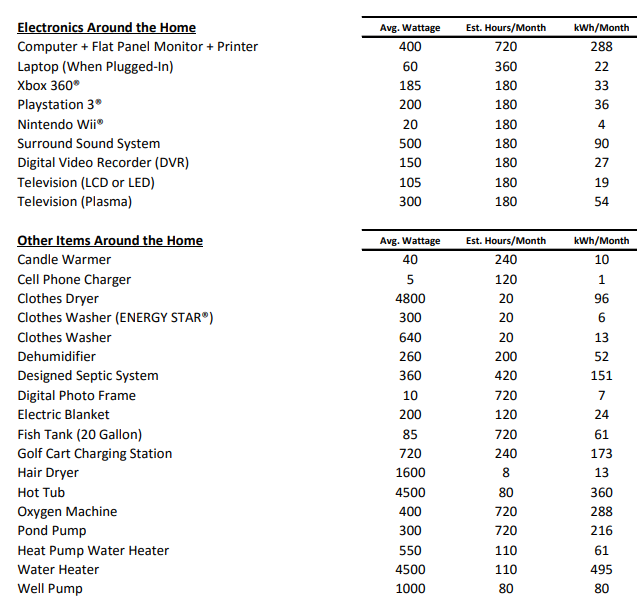 Electronics Around the Home Avg. Wattage Est. Hours/Month kWh/Month
Computer + Flat Panel Monitor + Printer 400 720 288
Laptop (When Plugged-In) 60 360 22
Xbox 360® 185 180 33
Playstation 3® 200 180 36
Nintendo Wii® 20 180 4
Surround Sound System 500 180 90
Digital Video Recorder (DVR) 150 180 27
Television (LCD or LED) 105 180 19
Television (Plasma) 300 180 54
Other Items Around the Home Avg. Wattage Est. Hours/Month kWh/Month
Candle Warmer 40 240 10
Cell Phone Charger 5 120 1
Clothes Dryer 4800 20 96
Clothes Washer (ENERGY STAR®) 300 20 6
Clothes Washer 640 20 13
Dehumidifier 260 200 52
Designed Septic System 360 420 151
Digital Photo Frame 10 720 7
Electric Blanket 200 120 24
Fish Tank (20 Gallon) 85 720 61
Golf Cart Charging Station 720 240 173
Hair Dryer 1600 8 13
Hot Tub 4500 80 360
Oxygen Machine 400 720 288
Pond Pump 300 720 216
Heat Pump Water Heater 550 110 61
Water Heater 4500 110 495
Well Pump 1000 80 80